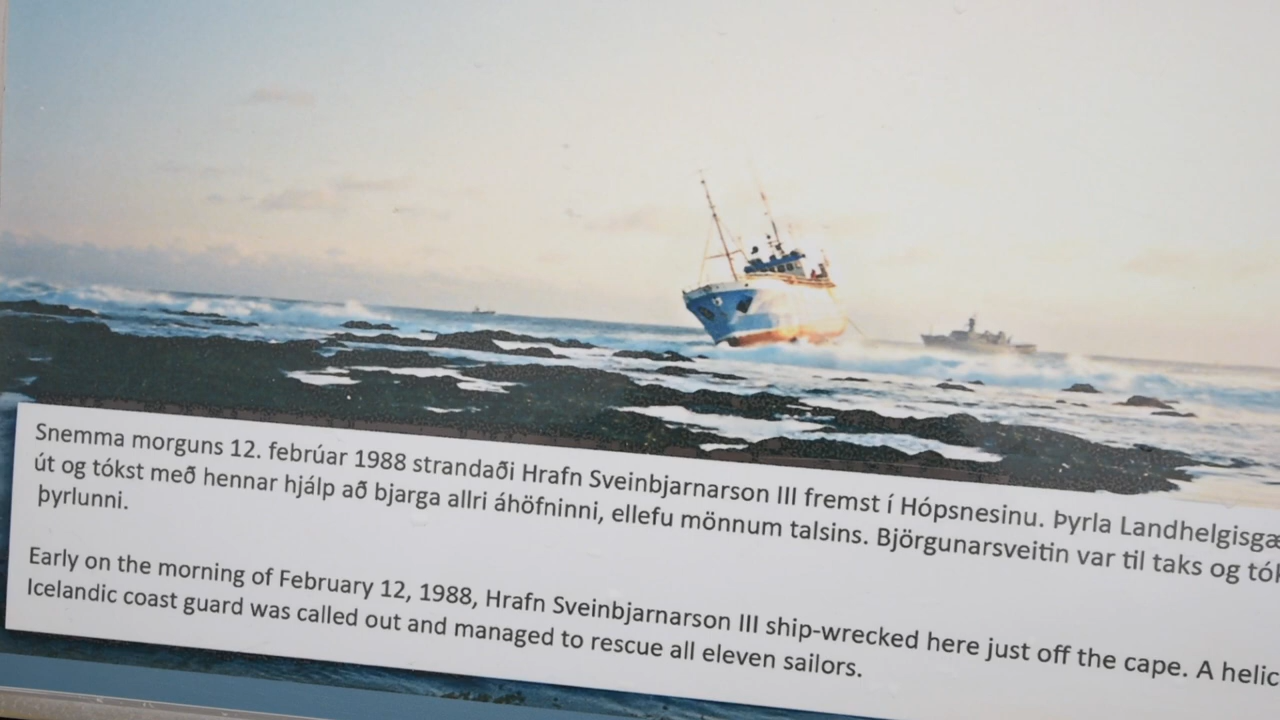 Snemma morguns 12. febrúar 1988 strandaði Hrafn Sveinbjarnarson III fremst í Hópsnesinu. Þyrla
út og tókst með hennar hjálp að bjarga allri áhöfninni, ellefu mönnum talsins. Björgunarsveitin var til taks og
þyrlunni.
Early on the morning of February 12, 1988, Hrafn Sveinbjarnarson III ship-wrecked here just off the cape. A
Icelandic coast guard was called out and managed to rescue all eleven sailors.